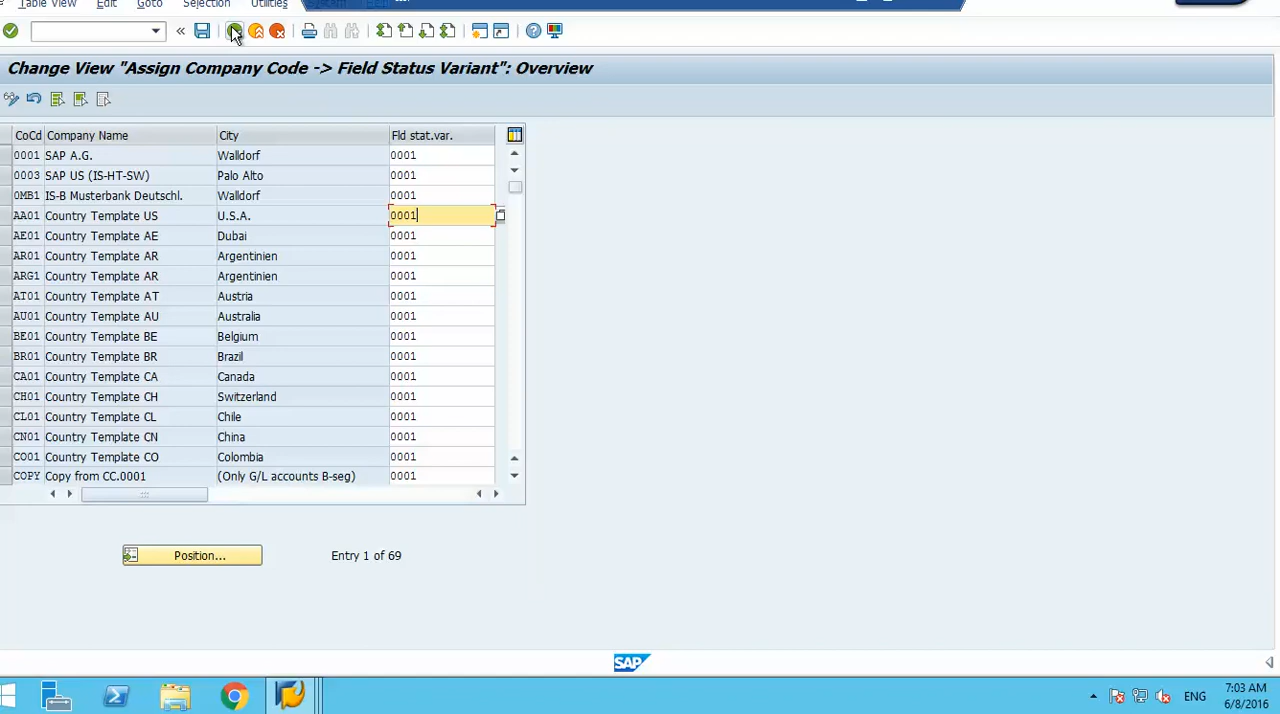 Table View Edit Goto Selection Utilities System
Change View "Assign Company Code -> Field Status Variant": Overview
CoCd Company Name City Fld stat.var.
0001 SAP A.G. Walldorf 0001
0003 SAP US (IS-HT-SW) Palo Alto 0001
0MB1 IS-B Musterbank Deutschl. Walldorf 0001
AA01 Country Template US U.S.A. 0001
AE01 Country Template AE Dubai 0001
AR01 Country Template AR Argentinien 0001
ARG1 Country Template AR Argentinien 0001
AT01 Country Template AT Austria 0001
AU01 Country Template AU Australia 0001
BE01 Country Template BE Belgium 0001
BR01 Country Template BR Brazil 0001
CA01 Country Template CA Canada 0001
CH01 Country Template CH Switzerland 0001
CL01 Country Template CL Chile 0001
CN01 Country Template CN China 0001
CO01 Country Template CO Colombia 0001
COPY Copy from CC.0001 (Only G/L accounts B-seg) 0001
Position... Entry 1 of 69
SAP
ENG 7:03 AM
6/8/2016